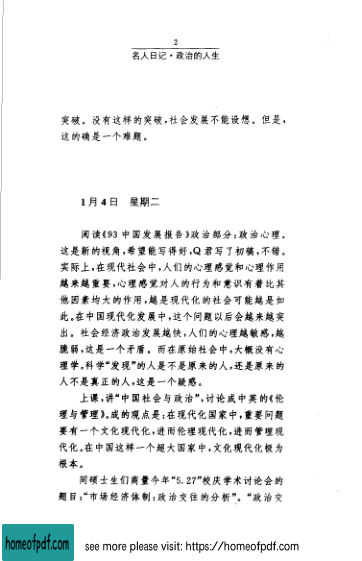 2
名人日记·政治的人生
突破。没有这样的突破，社会发展不能设想。但是，
这的确是一个难题。
1月4日 星期二
阅读《93中国发展报告》政治部分：政治心理。
这是新的视角，希望能写得好，Q君写了初稿，不错。
实际上，在现代社会中，人们的心理感觉和心理作用
越来越重要，心理感觉对人的行为和意识有着比其
他因素均大的作用，越是现代化的社会可能越是如
此。在中国现代化发展中，这个问题以后会越来越突
出。社会经济政治发展越快，人们的心理越敏感，越
脆弱，这是一个矛盾。而在原始社会中，大概没有心
理学。科学“发现”的人是不是原来的人，还是原来的
人不是真正的人，这是一个疑惑。
上课，讲“中国社会与政治”，讨论成中英的《伦
理与管理》。成的观点是：在现代化国家中，重要问题
要有一个文化现代化，进而伦理现代化，进而管理现
代化。在中国这样一个超大国家中，文化现代化极为
根本。
同硕士生们商量今年“5.27”校庆学术讨论会的
题目：“市场经济体制：政治交往的分析”。“政治交
homeofpdf.com
see more please visit: https://homeofpdf.com